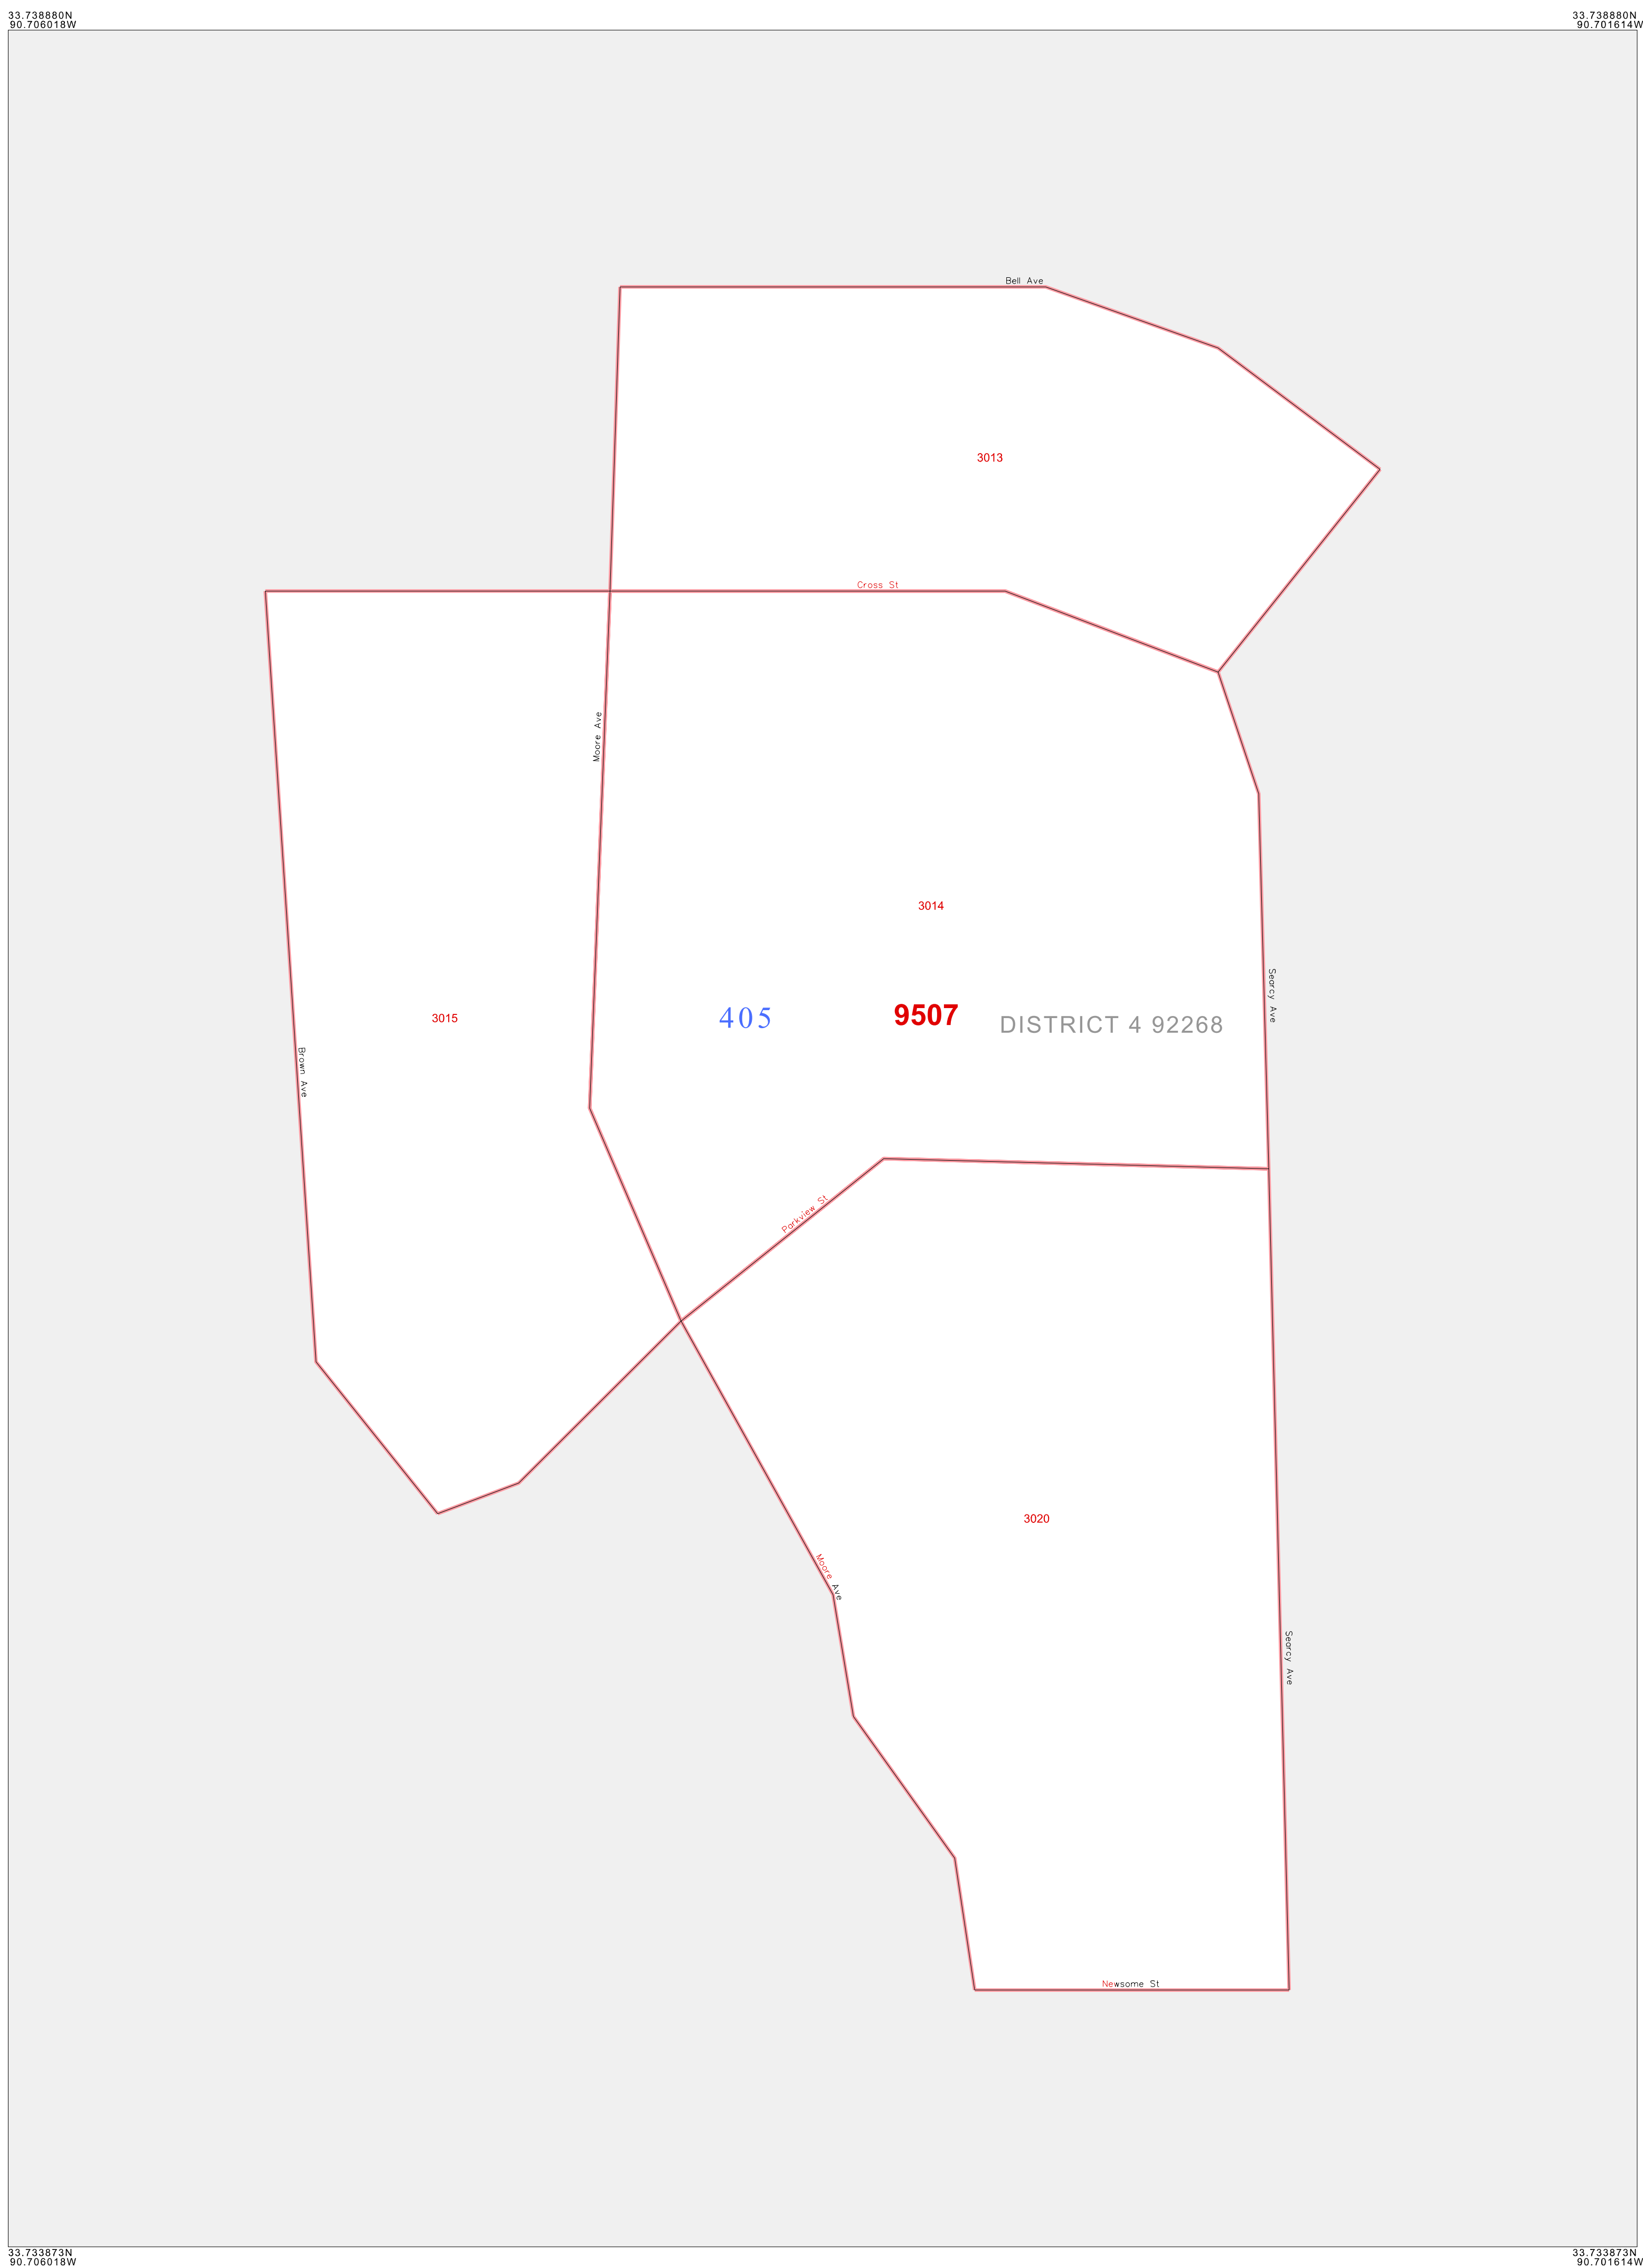 33.738880N
90.706018W
33.738880N
90.701614W
Bell Ave
3013
Cross St
Moore Ave
3014
Searcy Ave
405
9507
DISTRICT 4 92268
3015
Brown Ave
Parkview St
3020
Moore Ave
Searcy Ave
Newsome St
33.733873N
90.706018W
33.733873N
90.701614W